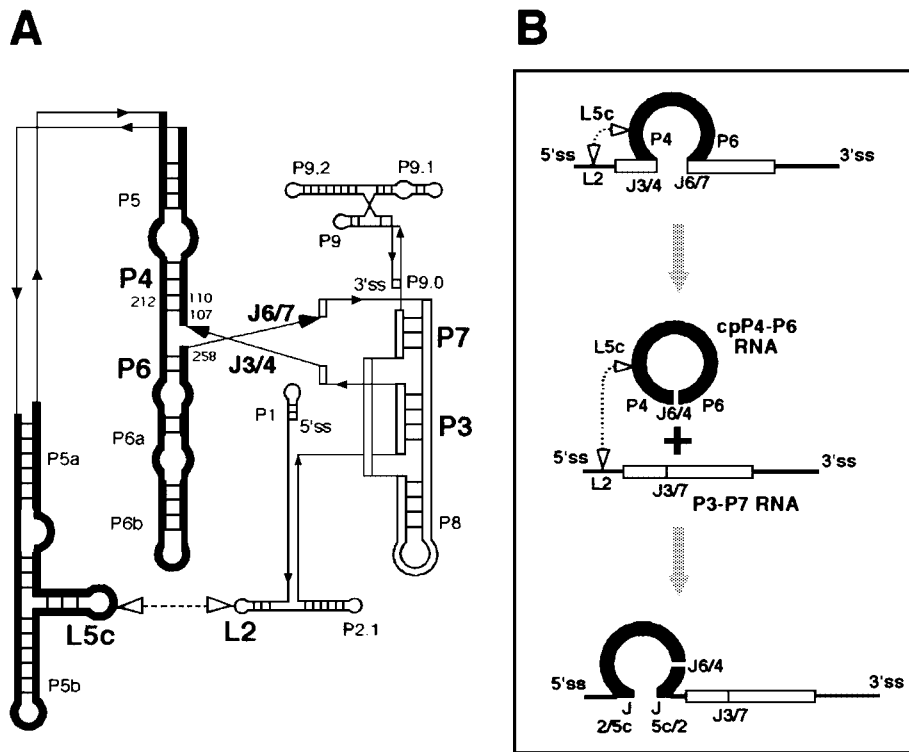 A
P5
P4
212
110
107
P6
258
P6a
P6b
P5a
L5c
P5b
J6/7
J3/4
P9.2
P9.1
P9
P9.0
3'ss
P7
P3
P1
5'ss
P8
L2
P2.1
B
L5c
P4
P6
5'ss
3'ss
L2
J3/4
J6/7
cpP4-P6
RNA
L5c
P4
J6/4
P6
+
5'ss
3'ss
L2
J3/7
P3-P7 RNA
J6/4
5'ss
3'ss
J
2/5c
J
5c/2
J3/7